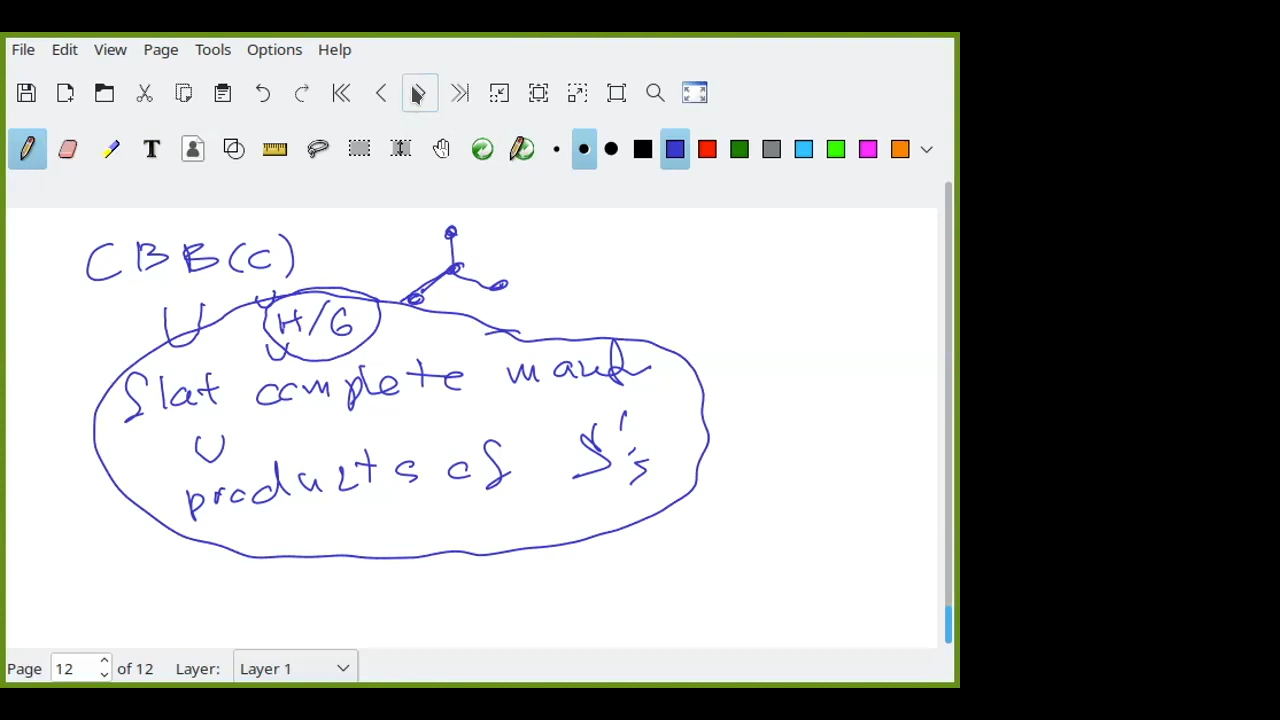 File Edit View Page Tools Options Help
CBB(C)
∪ ∪
H/G
∪
flat complete manif
∪
products of S's
Page 12 of 12 Layer: Layer 1